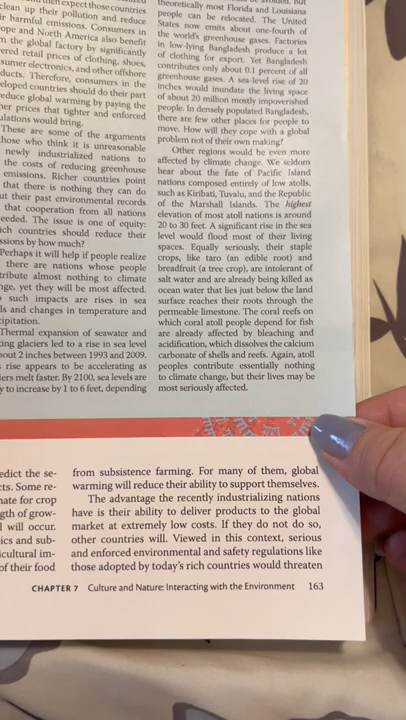 then expect those countries
clean up their pollution and reduce
ir harmful emissions. Consumers in
ope and North America also benefit
m the global factory by significantly
ered retail prices of clothing, shoes,
sumer electronics, and other offshore
ducts. Therefore, consumers in the
eloped countries should do their part
educe global warming by paying the
her prices that tighter and enforced
ulations would bring.
These are some of the arguments
hose who think it is unreasonable
newly industrialized nations to
the costs of reducing greenhouse
emissions. Richer countries point
that there is nothing they can do
ut their past environmental records
that cooperation from all nations
eeded. The issue is one of equity:
ich countries should reduce their
ssions by how much?
Perhaps it will help if people realize
there are nations whose people
tribute almost nothing to climate
nge, yet they will be most affected.
such impacts are rises in sea
ls and changes in temperature and
ipitation.
Thermal expansion of seawater and
ting glaciers led to a rise in sea level
bout 2 inches between 1993 and 2009.
rise appears to be accelerating as
iers melt faster. By 2100, sea levels are
y to increase by 1 to 6 feet, depending
theoretically most Florida and Louisiana
people can be relocated. The United
States now emits about one-fourth of
the world's greenhouse gases. Factories
in low-lying Bangladesh produce a lot
of clothing for export. Yet Bangladesh
contributes only about 0.1 percent of all
greenhouse gases. A sea-level rise of 20
inches would inundate the living space
of about 20 million mostly impoverished
people. In densely populated Bangladesh,
there are few other places for people to
move. How will they cope with a global
problem not of their own making?
Other regions would be even more
affected by climate change. We seldom
hear about the fate of Pacific Island
nations composed entirely of low atolls,
such as Kiribati, Tuvalu, and the Republic
of the Marshall Islands. The highest
elevation of most atoll nations is around
20 to 30 feet. A significant rise in the sea
level would flood most of their living
spaces. Equally seriously, their staple
crops, like taro (an edible root) and
breadfruit (a tree crop), are intolerant of
salt water and are already being killed as
ocean water that lies just below the land
surface reaches their roots through the
permeable limestone. The coral reefs on
which coral atoll people depend for fish
are already affected by bleaching and
acidification, which dissolves the calcium
carbonate of shells and reefs. Again, atoll
peoples contribute essentially nothing
to climate change, but their lives may be
most seriously affected.
edict the se-
cts. Some re-
nate for crop
gth of grow-
l will occur.
ics and sub-
icultural im-
of their food
from subsistence farming. For many of them, global
warming will reduce their ability to support themselves.
The advantage the recently industrializing nations
have is their ability to deliver products to the global
market at extremely low costs. If they do not do so,
other countries will. Viewed in this context, serious
and enforced environmental and safety regulations like
those adopted by today's rich countries would threaten
CHAPTER 7 Culture and Nature: Interacting with the Environment 163